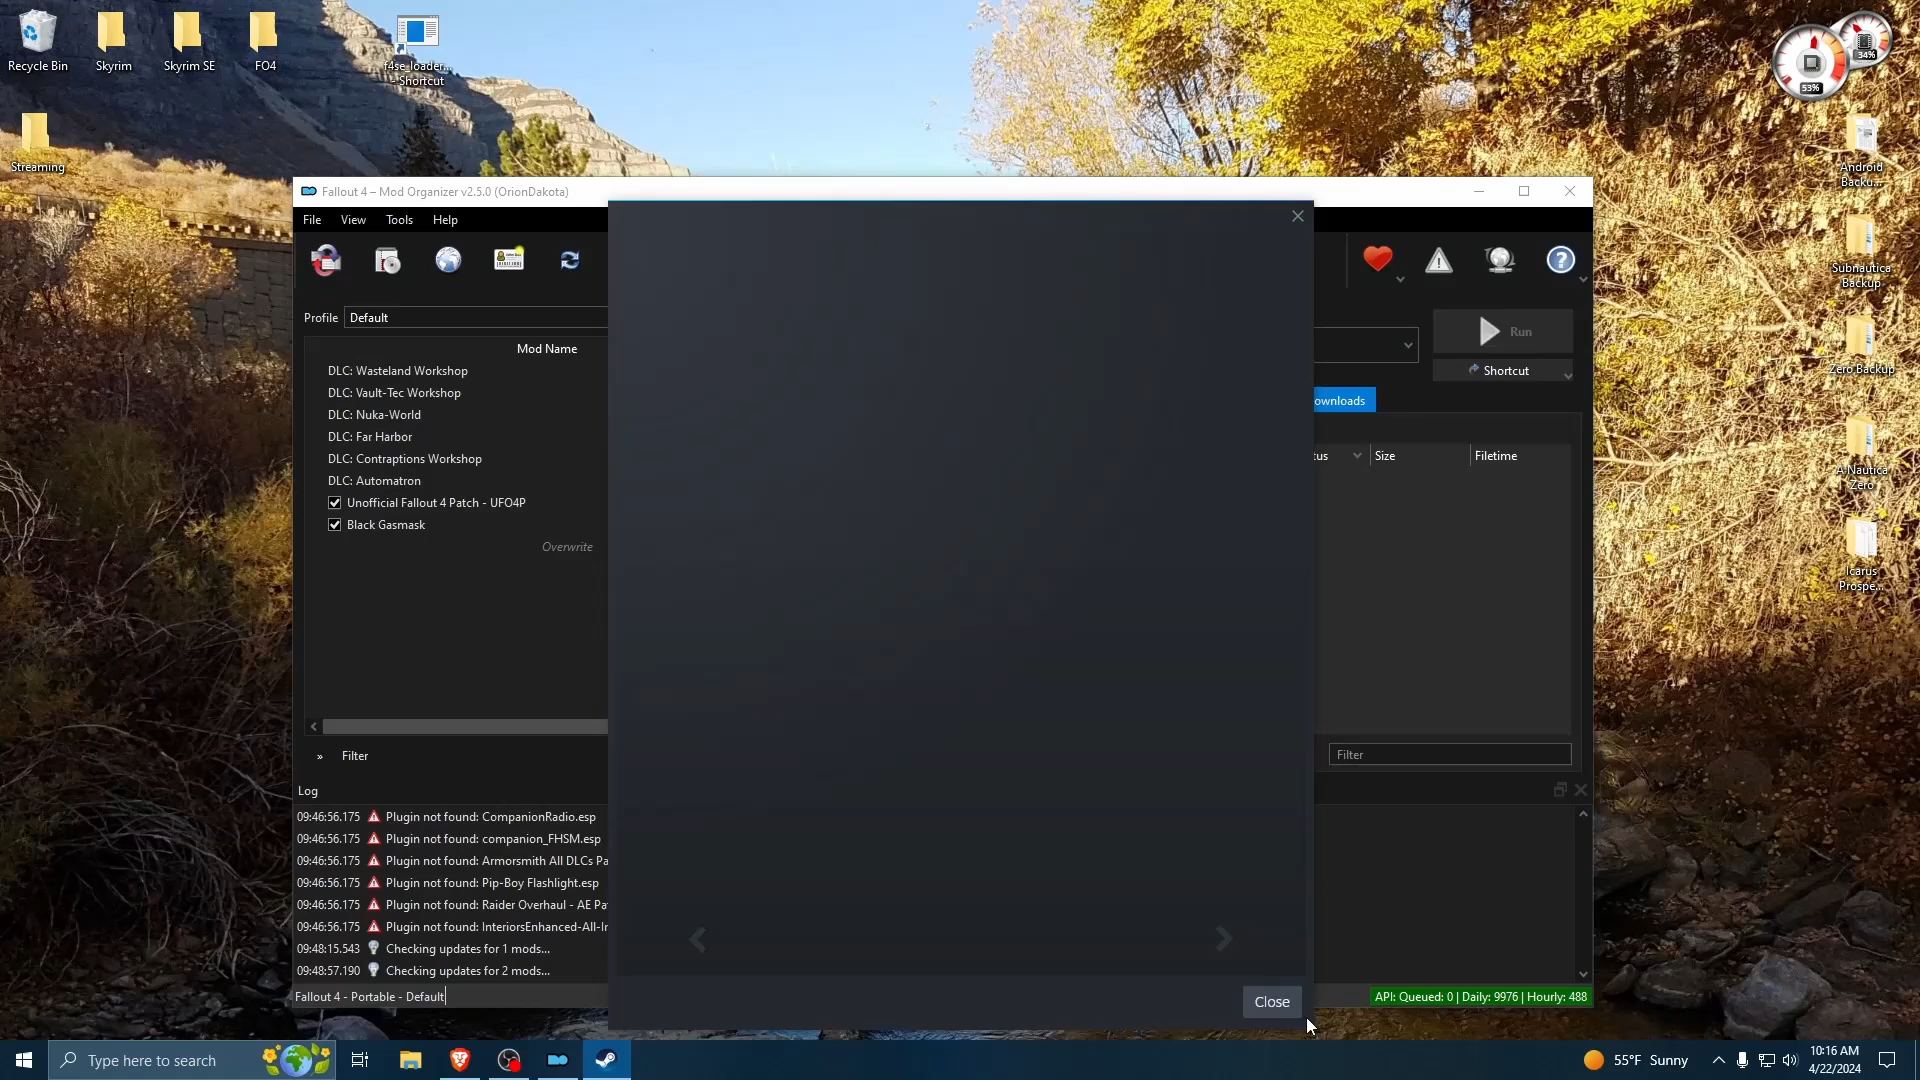 Recycle Bin
Skyrim
Skyrim SE
FO4
f4se_loader...
- Shortcut
Streaming
34%
53%
Android
Backu...
Subnautica
Backup
Zero Backup
A Nautica
Zero
Icarus
Prospe...
Fallout 4 – Mod Organizer v2.5.0 (OrionDakota)
File View Tools Help
Profile Default
Run
Shortcut
Mod Name
ownloads
DLC: Wasteland Workshop
DLC: Vault-Tec Workshop
DLC: Nuka-World
DLC: Far Harbor
tus Size Filetime
DLC: Contraptions Workshop
DLC: Automatron
Unofficial Fallout 4 Patch - UFO4P
Black Gasmask
Overwrite
» Filter
Filter
Log
09:46:56.175 Plugin not found: CompanionRadio.esp
09:46:56.175 Plugin not found: companion_FHSM.esp
09:46:56.175 Plugin not found: Armorsmith All DLCs Pa
09:46:56.175 Plugin not found: Pip-Boy Flashlight.esp
09:46:56.175 Plugin not found: Raider Overhaul - AE Pa
09:46:56.175 Plugin not found: InteriorsEnhanced-All-In
09:48:15.543 Checking updates for 1 mods...
09:48:57.190 Checking updates for 2 mods...
Fallout 4 - Portable - Default
API: Queued: 0 | Daily: 9976 | Hourly: 488
Close
Type here to search
55°F Sunny
10:16 AM
4/22/2024